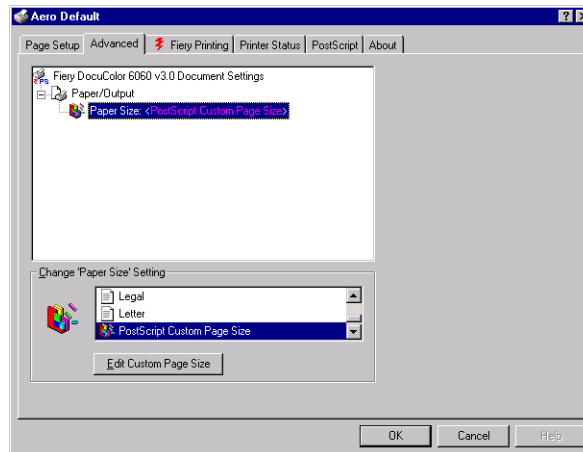 Aero Default
Page Setup Advanced Fiery Printing Printer Status PostScript About
Fiery DocuColor 6060 v3.0 Document Settings
Paper/Output
Paper Size: <PostScript Custom Page Size>
Change 'Paper Size' Setting
Legal
Letter
PostScript Custom Page Size
Edit Custom Page Size
OK Cancel Help